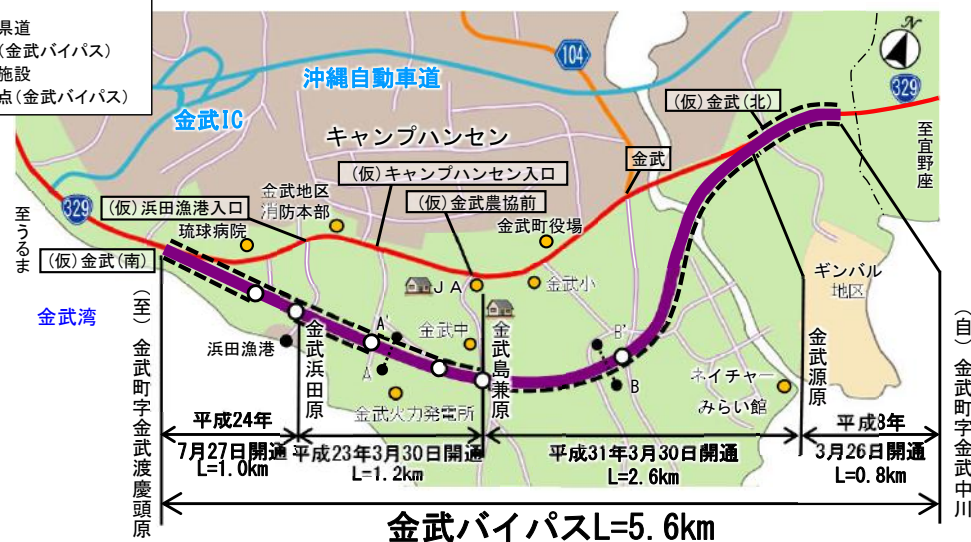 県道
(金武バイパス)
施設
点(金武バイパス)
N
104
沖縄自動車道
金武IC
329
(仮)金武(北)
キャンプハンセン
金武
(仮)キャンプハンセン入口
至宜野座
金武地区
消防本部
329
(仮)浜田漁港入口
(仮)金武農協前
金武町役場
至うるま
琉球病院
(仮)金武(南)
ギンバル
地区
JA
金武小
金武湾
(至)金武町字金武渡慶頭原
金武浜田原
A'
金武中
金武島兼原
B'
金武源原
(自)金武町字金武中川
浜田漁港
A
B
ネイチャー
みらい館
金武火力発電所
平成24年
7月27日開通
L=1.0km
平成23年3月30日開通
L=1.2km
平成31年3月30日開通
L=2.6km
平成8年
3月26日開通
L=0.8km
金武バイパスL=5.6km